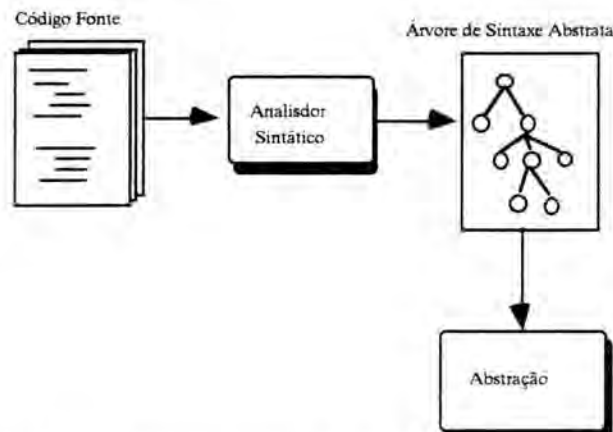 Código Fonte
Árvore de Sintaxe Abstrata
Analisdor
Sintático
Abstração